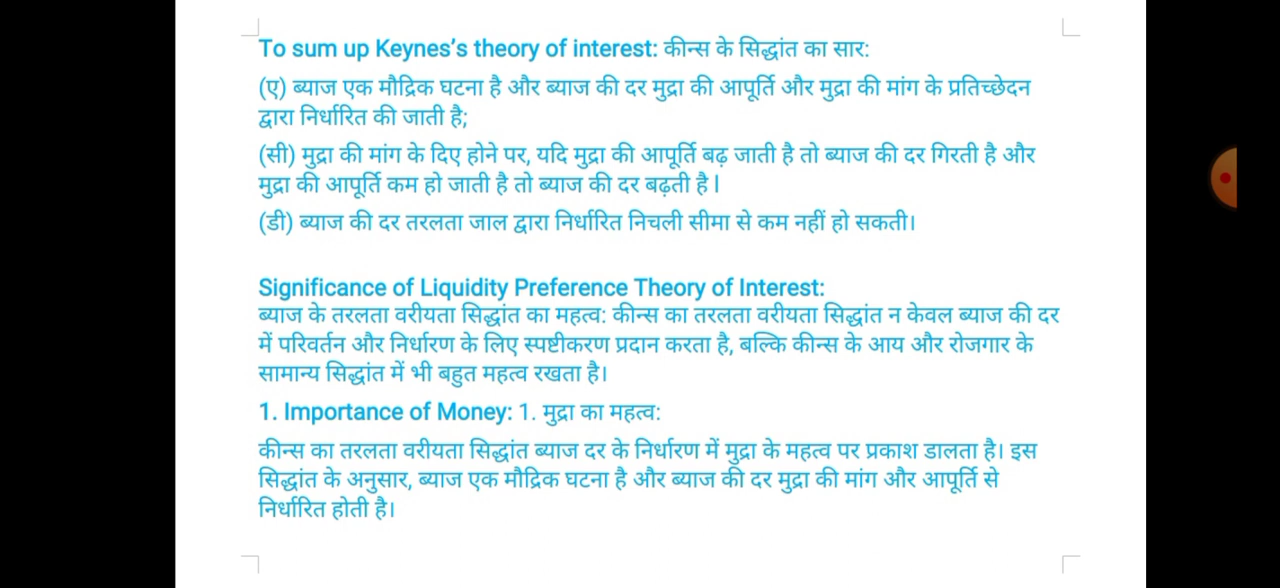 To sum up Keynes’s theory of interest: कीन्स के सिद्धांत का सार:
(ए) ब्याज एक मौद्रिक घटना है और ब्याज की दर मुद्रा की आपूर्ति और मुद्रा की मांग के प्रतिच्छेदन
द्वारा निर्धारित की जाती है;
(सी) मुद्रा की मांग के दिए होने पर, यदि मुद्रा की आपूर्ति बढ़ जाती है तो ब्याज की दर गिरती है और
मुद्रा की आपूर्ति कम हो जाती है तो ब्याज की दर बढ़ती है l
(डी) ब्याज की दर तरलता जाल द्वारा निर्धारित निचली सीमा से कम नहीं हो सकती।
Significance of Liquidity Preference Theory of Interest:
ब्याज के तरलता वरीयता सिद्धांत का महत्व: कीन्स का तरलता वरीयता सिद्धांत न केवल ब्याज की दर
में परिवर्तन और निर्धारण के लिए स्पष्टीकरण प्रदान करता है, बल्कि कीन्स के आय और रोजगार के
सामान्य सिद्धांत में भी बहुत महत्व रखता है।
1. Importance of Money: 1. मुद्रा का महत्व:
कीन्स का तरलता वरीयता सिद्धांत ब्याज दर के निर्धारण में मुद्रा के महत्व पर प्रकाश डालता है। इस
सिद्धांत के अनुसार, ब्याज एक मौद्रिक घटना है और ब्याज की दर मुद्रा की मांग और आपूर्ति से
निर्धारित होती है।